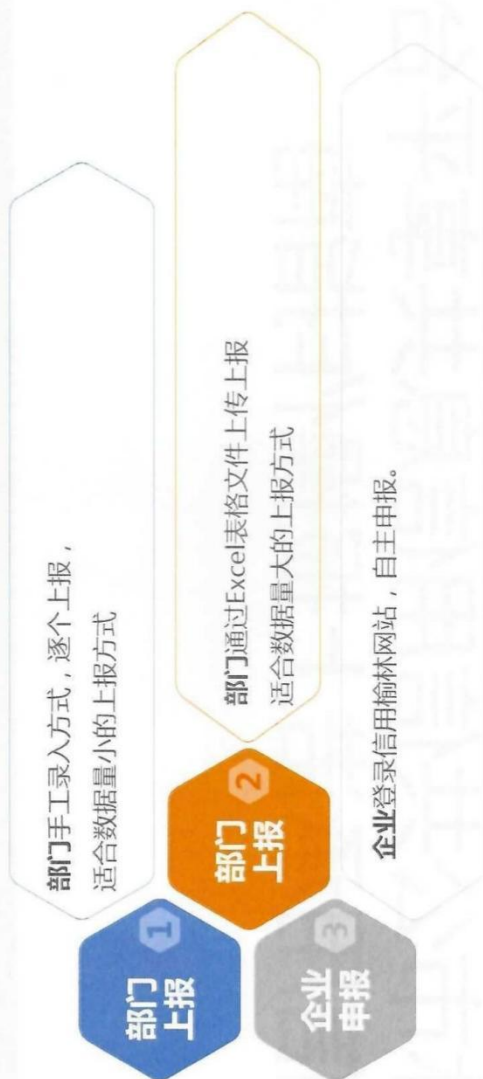 部门
上报
1
部门手工录入方式，逐个上报，
适合数据量小的上报方式
部门
上报
2
部门通过Excel表格文件上传上报
适合数据量大的上报方式
企业
申报
3
企业登录信用榆林网站，自主申报。